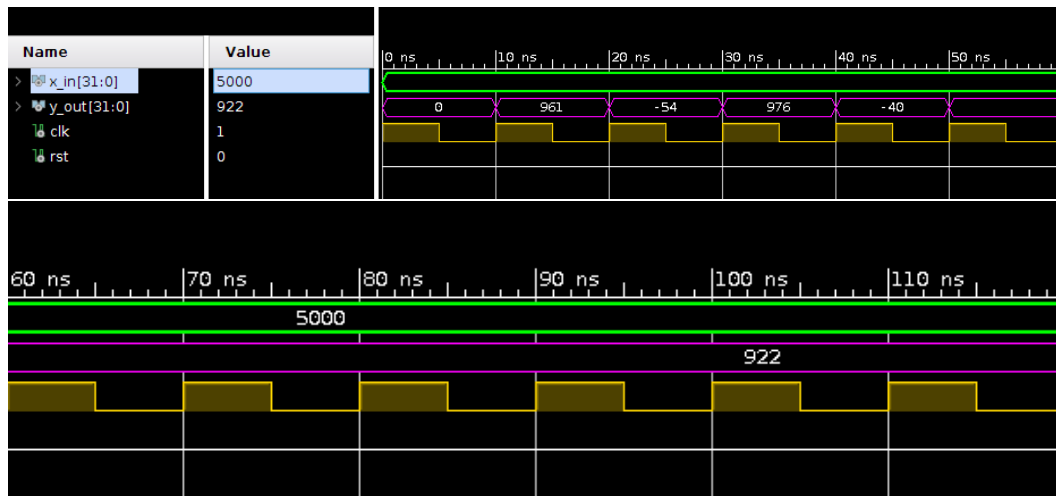 Name Value
0 ns 10 ns 20 ns 30 ns 40 ns 50 ns
x_in[31:0] 5000
y_out[31:0] 922 0 961 -54 976 -40
clk 1
rst 0
60 ns 70 ns 80 ns 90 ns 100 ns 110 ns
5000
922